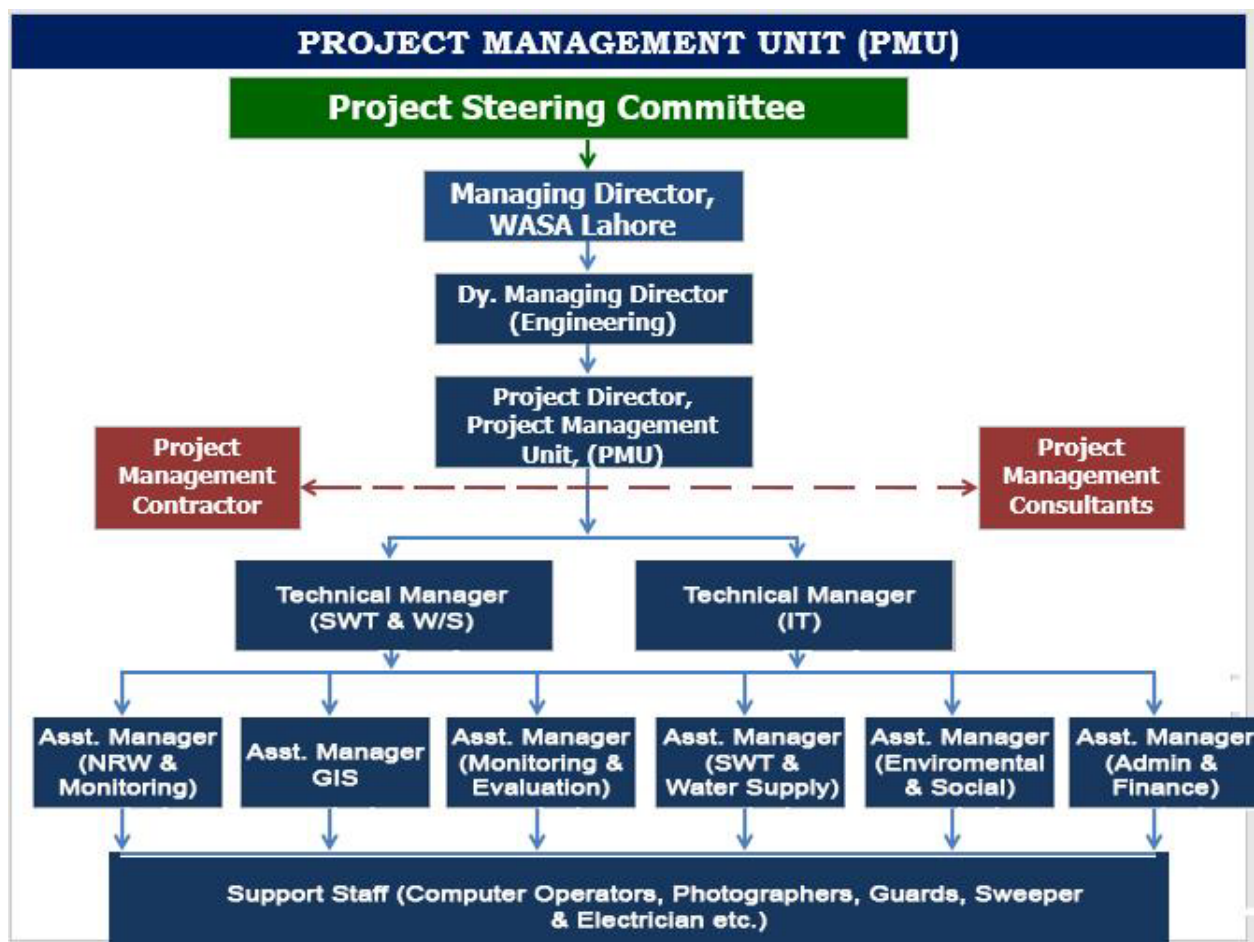 PROJECT MANAGEMENT UNIT (PMU)
Project Steering Committee
Managing Director,
WASA Lahore
Dy. Managing Director
(Engineering)
Project Director,
Project Management
Unit, (PMU)
Project
Management
Contractor
Project
Management
Consultants
Technical Manager
(SWT & W/S)
Technical Manager
(IT)
Asst. Manager
(NRW &
Monitoring)
Asst. Manager
GIS
Asst. Manager
(Monitoring &
Evaluation)
Asst. Manager
(SWT &
Water Supply)
Asst. Manager
(Enviromental
& Social)
Asst. Manager
(Admin &
Finance)
Support Staff (Computer Operators, Photographers, Guards, Sweeper
& Electrician etc.)